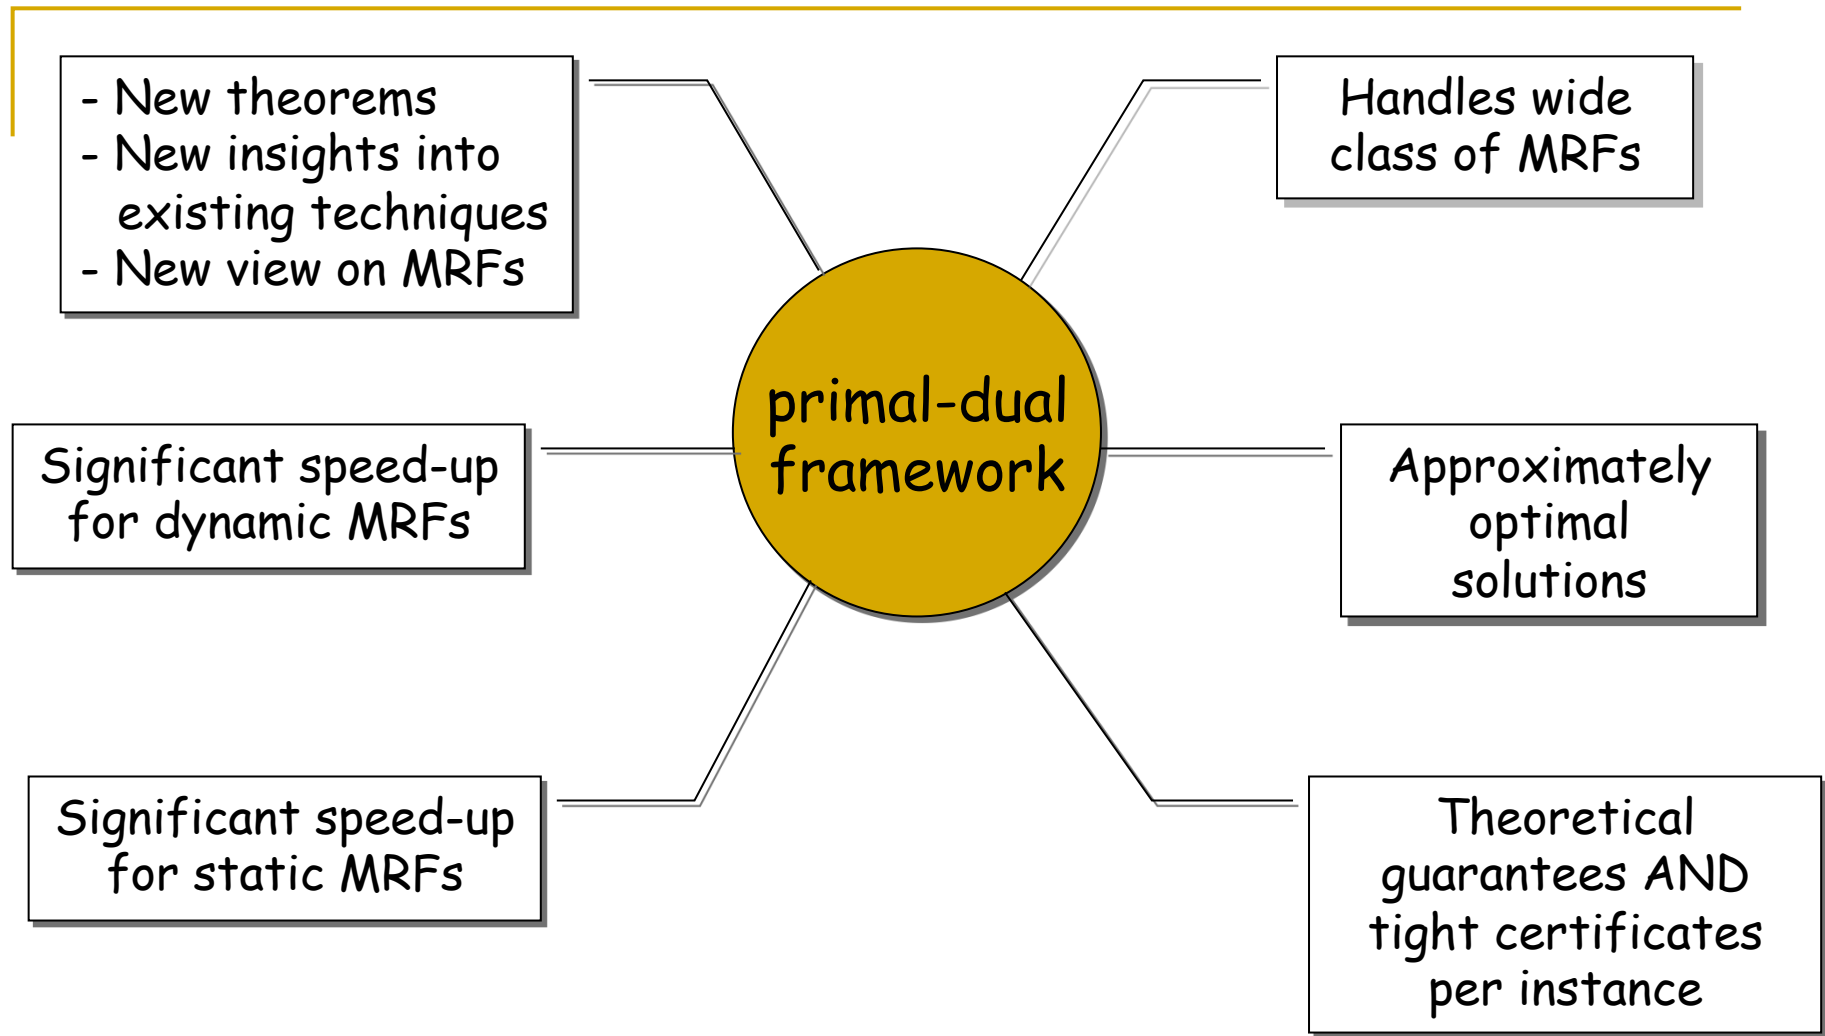 - New theorems
- New insights into
existing techniques
- New view on MRFs
Handles wide
class of MRFs
primal-dual
framework
Significant speed-up
for dynamic MRFs
Approximately
optimal
solutions
Significant speed-up
for static MRFs
Theoretical
guarantees AND
tight certificates
per instance